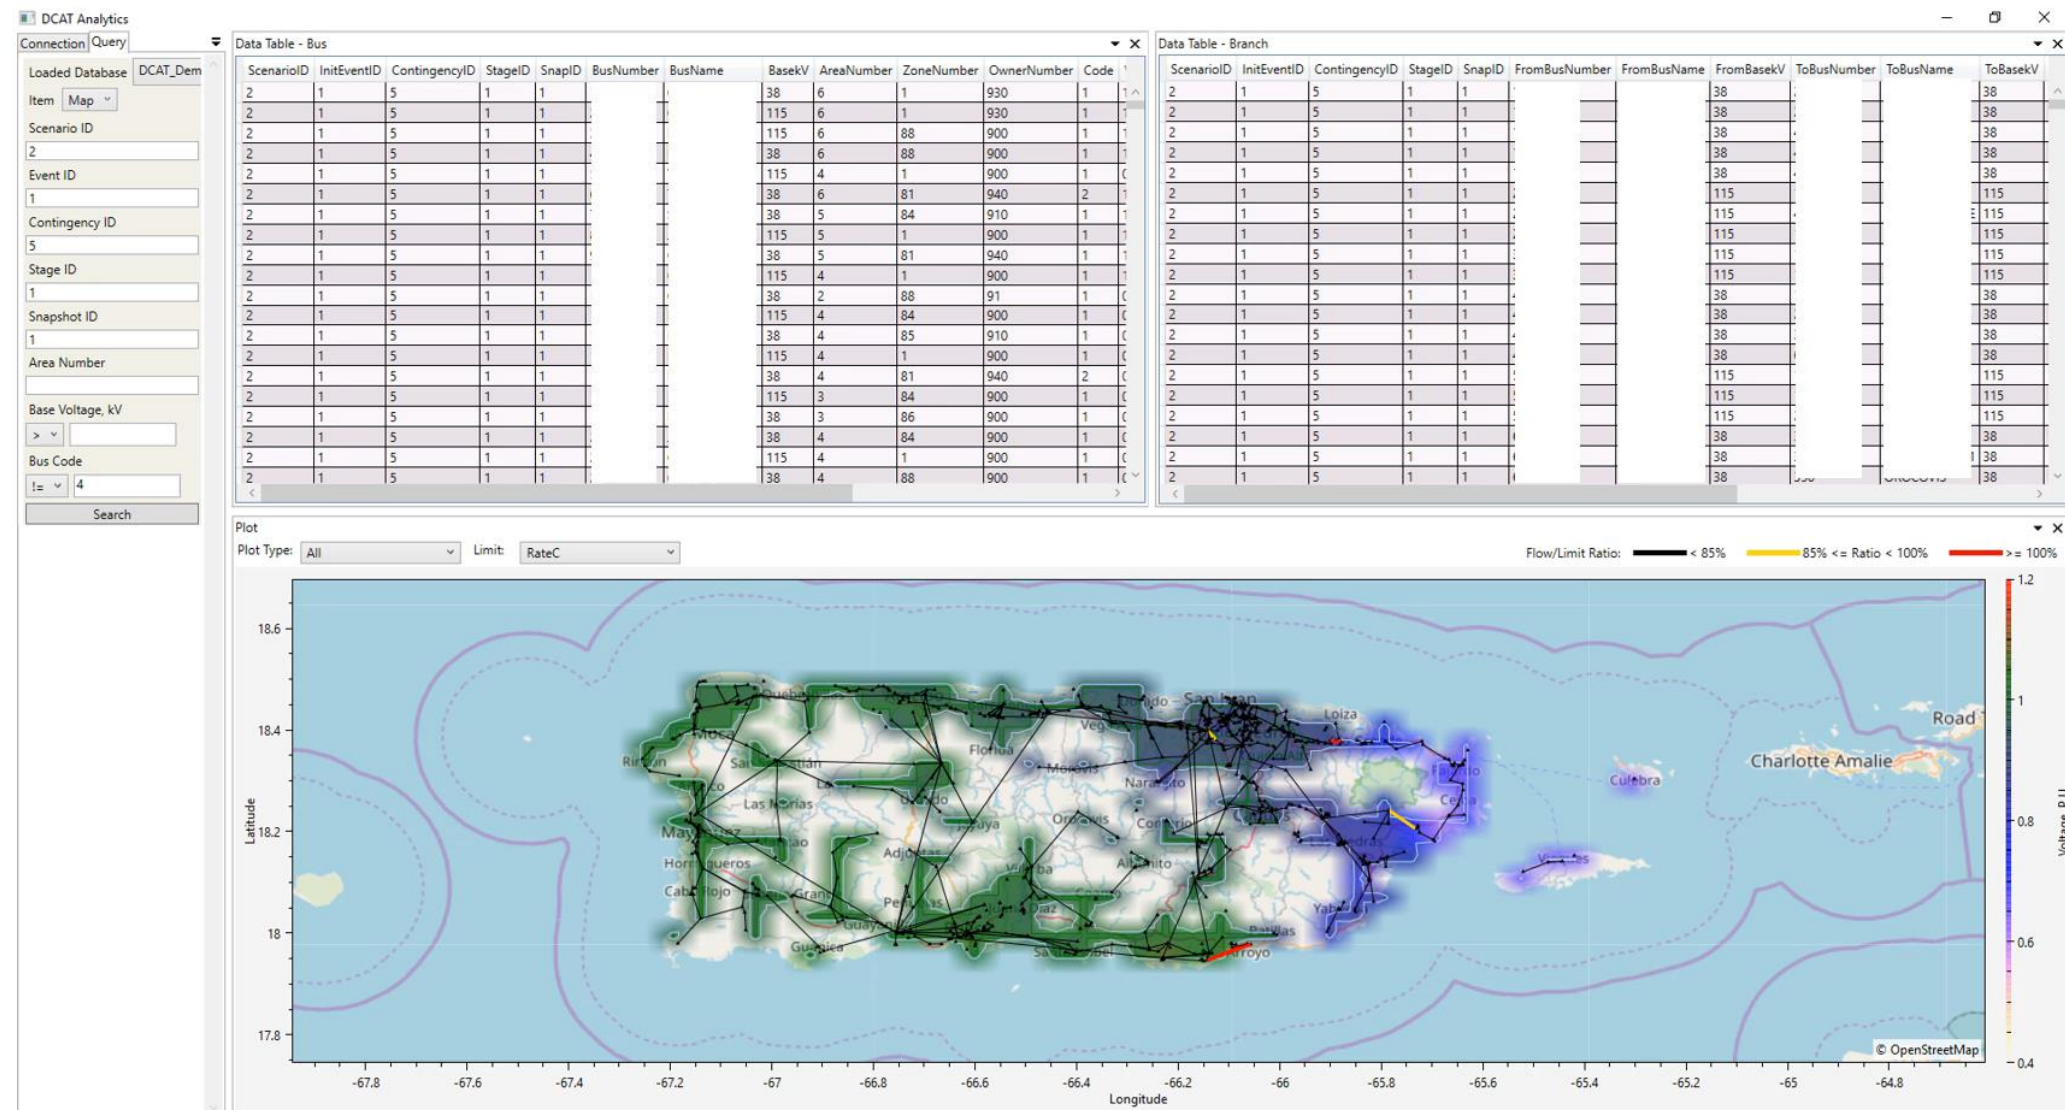 DCAT Analytics
Connection Query
Loaded Database DCAT_Dem
Item Map
Scenario ID
2
Event ID
1
Contingency ID
5
Stage ID
1
Snapshot ID
1
Area Number
Base Voltage, kV
>
Bus Code
!= 4
Search
Data Table - Bus
ScenarioID InitEventID ContingencyID StageID SnapID BusNumber BusName BasekV AreaNumber ZoneNumber OwnerNumber Code
2 1 5 1 1 38 6 1 930 1
2 1 5 1 1 115 6 1 930 1
2 1 5 1 1 115 6 88 900 1
2 1 5 1 1 38 6 88 900 1
2 1 5 1 1 115 4 1 900 1
2 1 5 1 1 38 6 81 940 2
2 1 5 1 1 38 5 84 910 1
2 1 5 1 1 115 5 1 900 1
2 1 5 1 1 38 5 81 940 1
2 1 5 1 1 115 4 1 900 1
2 1 5 1 1 38 2 88 91 1
2 1 5 1 1 115 4 84 900 1
2 1 5 1 1 38 4 85 910 1
2 1 5 1 1 115 4 1 900 1
2 1 5 1 1 38 4 81 940 2
2 1 5 1 1 115 3 84 900 1
2 1 5 1 1 38 3 86 900 1
2 1 5 1 1 38 4 84 900 1
2 1 5 1 1 115 4 1 900 1
2 1 5 1 1 38 4 88 900 1
Data Table - Branch
ScenarioID InitEventID ContingencyID StageID SnapID FromBusNumber FromBusName FromBasekV ToBusNumber ToBusName ToBasekV
2 1 5 1 1 38 38
2 1 5 1 1 38 38
2 1 5 1 1 38 38
2 1 5 1 1 38 38
2 1 5 1 1 38 38
2 1 5 1 1 115 115
2 1 5 1 1 115 115
2 1 5 1 1 115 115
2 1 5 1 1 115 115
2 1 5 1 1 115 115
2 1 5 1 1 38 38
2 1 5 1 1 38 38
2 1 5 1 1 38 38
2 1 5 1 1 38 38
2 1 5 1 1 115 115
2 1 5 1 1 115 115
2 1 5 1 1 115 115
2 1 5 1 1 38 38
2 1 5 1 1 38 38
2 1 5 1 1 38 38
Plot
Plot Type: All Limit: RateC Flow/Limit Ratio: < 85% 85% <= Ratio < 100% >= 100%
Latitude
18.6
18.4
18.2
18
17.8
San Juan
Loiza
Moca
Florida
Morovis
Naranjito
Las Marias
Orocovis
Adjuntas
Hormigueros
Cabo Rojo
Guayanilla
Guanica
Patillas
Arroyo
Fajardo
Culebra
Vieques
Charlotte Amalie
Road
© OpenStreetMap
-67.8 -67.6 -67.4 -67.2 -67 -66.8 -66.6 -66.4 -66.2 -66 -65.8 -65.6 -65.4 -65.2 -65 -64.8
Longitude
1.2
1
0.8
0.6
0.4
Voltage, P.U.